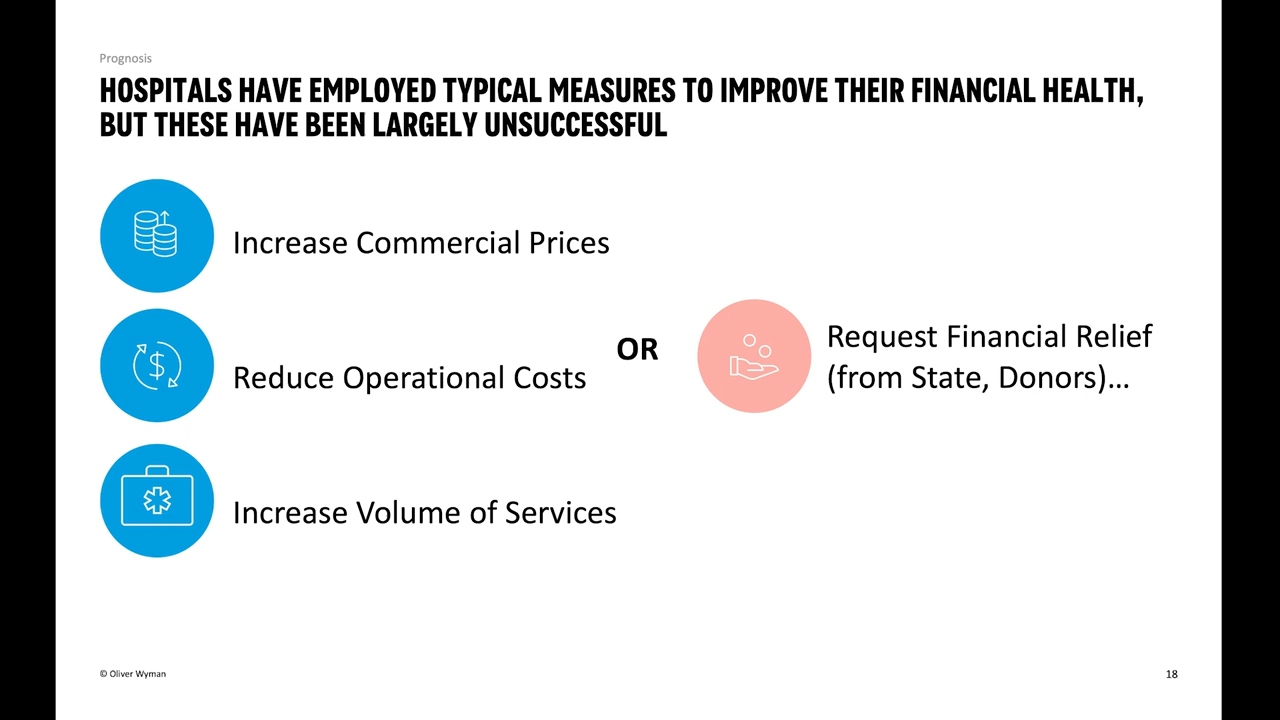 Prognosis
HOSPITALS HAVE EMPLOYED TYPICAL MEASURES TO IMPROVE THEIR FINANCIAL HEALTH,
BUT THESE HAVE BEEN LARGELY UNSUCCESSFUL
Increase Commercial Prices
$
Reduce Operational Costs
Increase Volume of Services
OR
Request Financial Relief
(from State, Donors)...
© Oliver Wyman
18